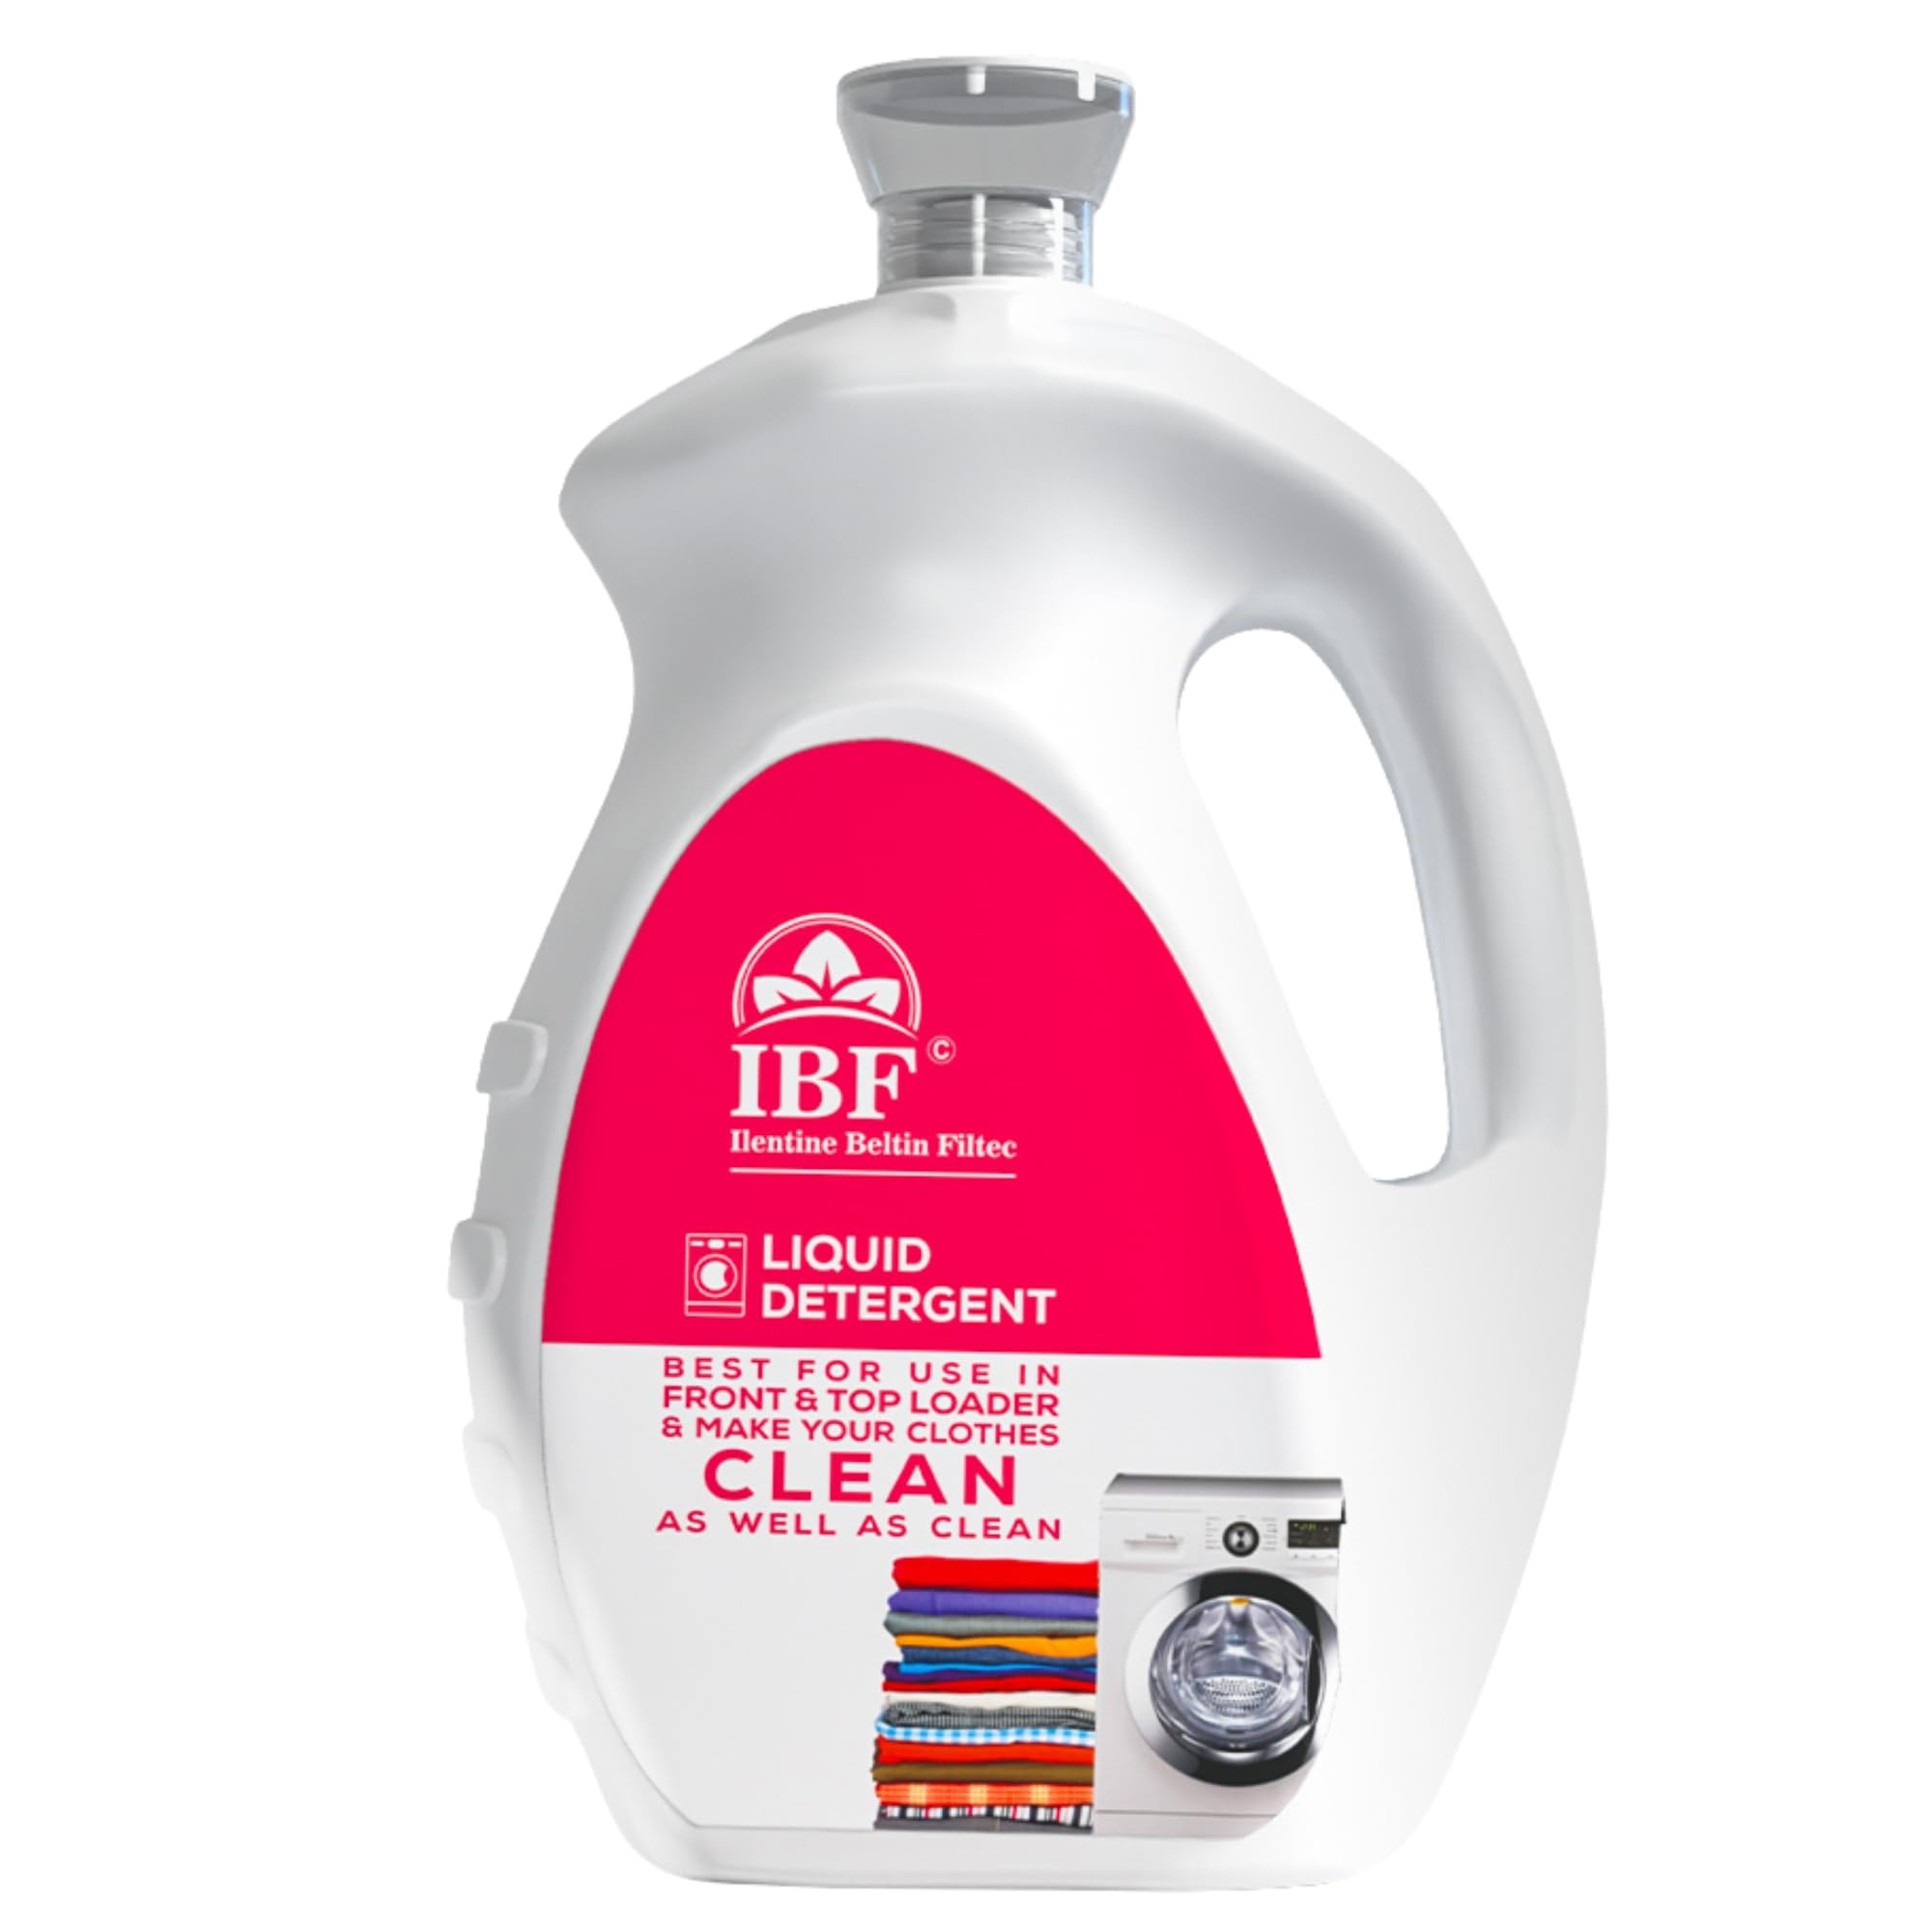 IBF ©
Ilentine Beltin Filtec
LIQUID
DETERGENT
BEST FOR USE IN
FRONT & TOP LOADER
& MAKE YOUR CLOTHES
CLEAN
AS WELL AS CLEAN